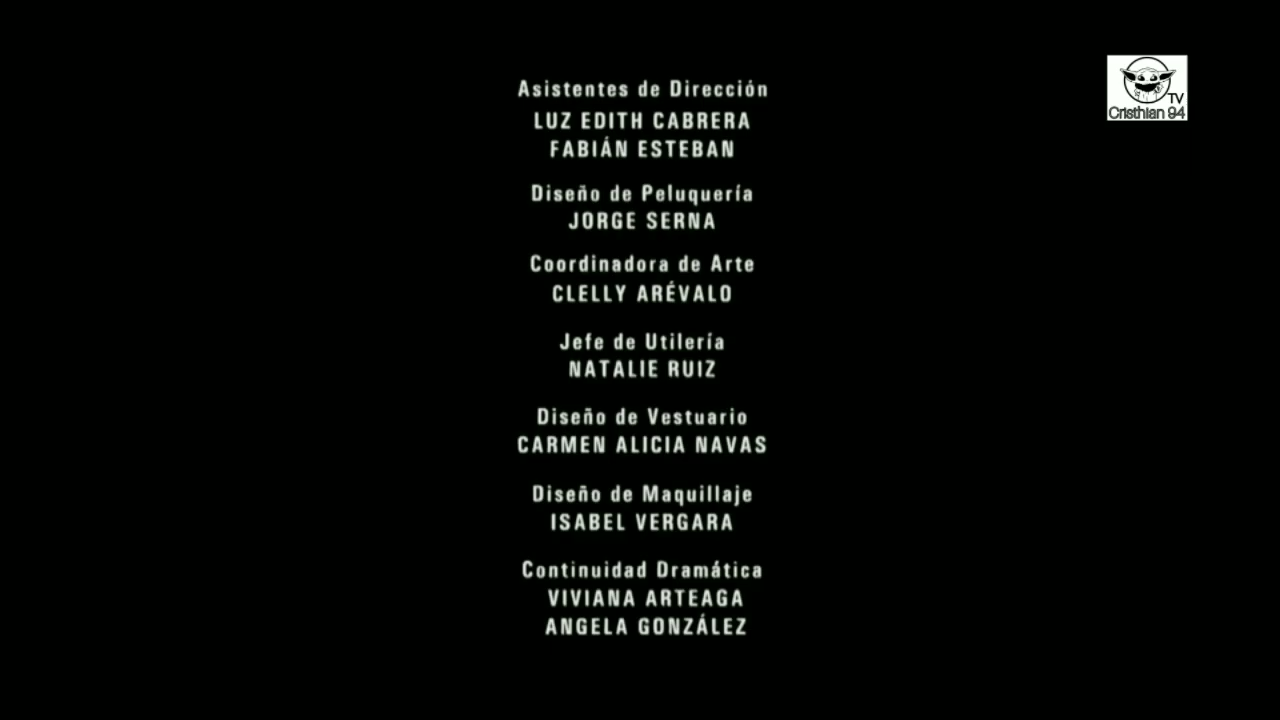 Asistentes de Dirección
LUZ EDITH CABRERA
FABIÁN ESTEBAN
Diseño de Peluquería
JORGE SERNA
Coordinadora de Arte
CLELLY ARÉVALO
Jefe de Utilería
NATALIE RUIZ
Diseño de Vestuario
CARMEN ALICIA NAVAS
Diseño de Maquillaje
ISABEL VERGARA
Continuidad Dramática
VIVIANA ARTEAGA
ANGELA GONZÁLEZ
TV
Cristhian 94